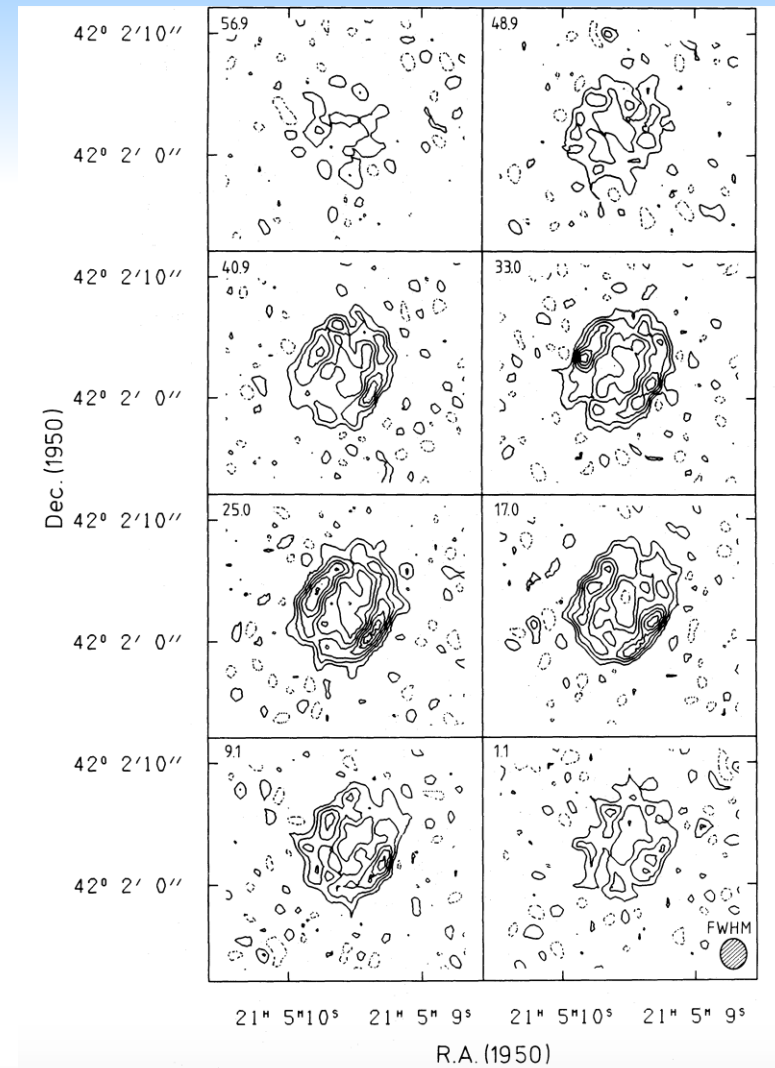 56.9
48.9
42° 2′10″
42° 2′ 0″
40.9
33.0
42° 2′10″
42° 2′ 0″
Dec. (1950)
25.0
17.0
42° 2′10″
42° 2′ 0″
9.1
1.1
42° 2′10″
42° 2′ 0″
FWHM
21ᴴ 5ᴹ10ˢ 21ᴴ 5ᴹ 9ˢ 21ᴴ 5ᴹ10ˢ 21ᴴ 5ᴹ 9ˢ
R.A. (1950)